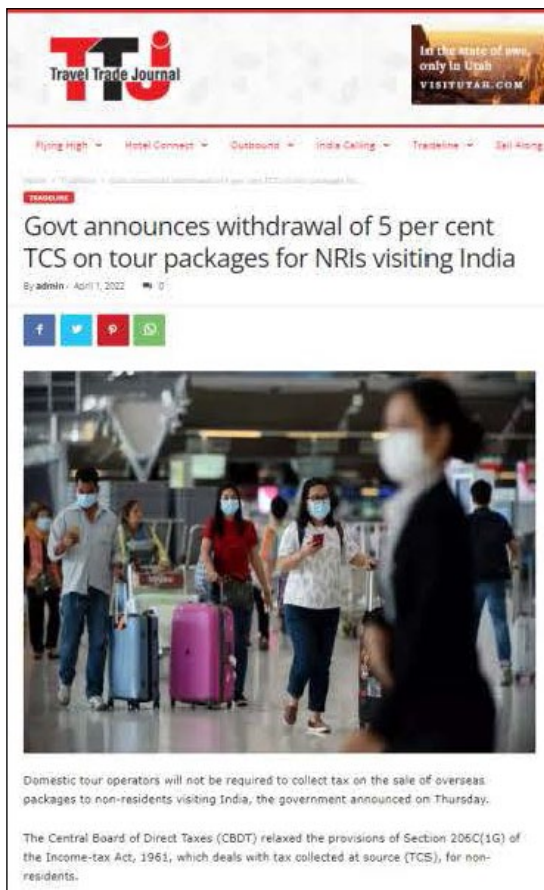 TTJ
Travel Trade Journal
In the state of awe,
only in Utah
VISITUTAH.COM
Flying High
Hotel Connect
Outbound
India Calling
Tradeline
Sell Along
TRADELINE
Govt announces withdrawal of 5 per cent
TCS on tour packages for NRIs visiting India
By admin - April 1, 2022 0
Domestic tour operators will not be required to collect tax on the sale of overseas
packages to non-residents visiting India, the government announced on Thursday.
The Central Board of Direct Taxes (CBDT) relaxed the provisions of Section 206C(1G) of
the Income-tax Act, 1961, which deals with tax collected at source (TCS), for non-
residents.